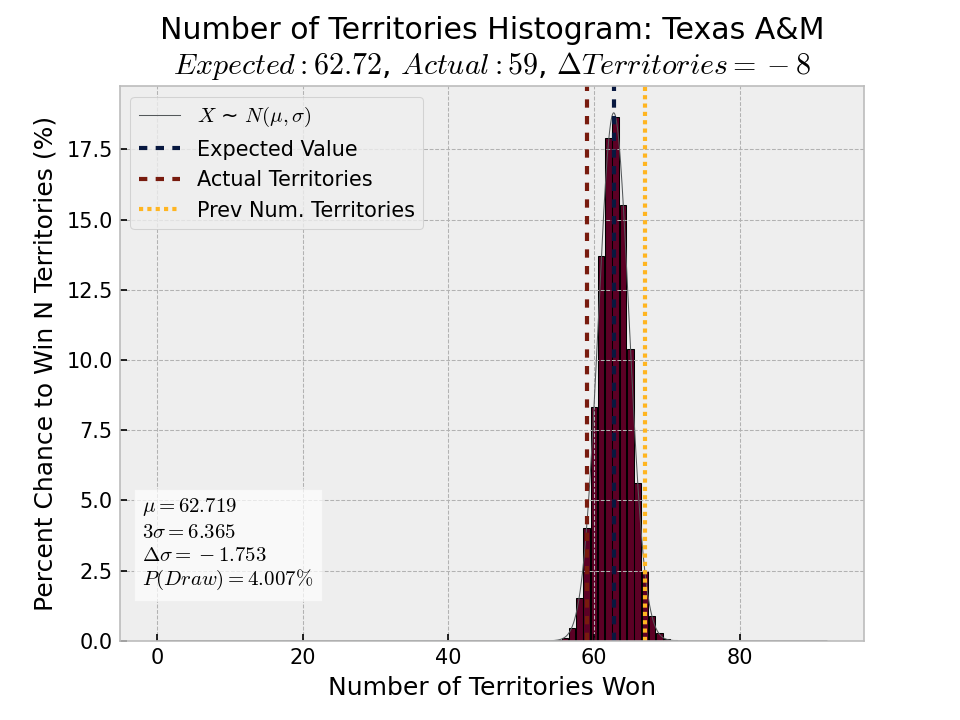 Number of Territories Histogram: Texas A&M
Expected : 62.72, Actual : 59, ΔTerritories = −8
X ~ N(μ, σ)
Expected Value
Actual Territories
Prev Num. Territories
Percent Chance to Win N Territories (%)
17.5
15.0
12.5
10.0
7.5
5.0
2.5
0.0
μ = 62.719
3σ = 6.365
Δσ = −1.753
P(Draw) = 4.007%
0 20 40 60 80
Number of Territories Won